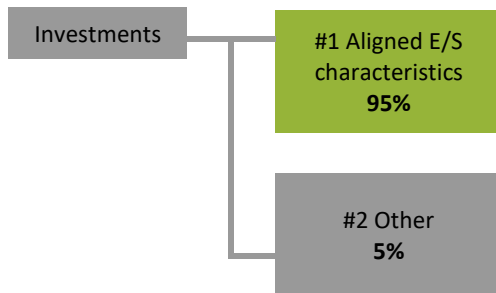 Investments
#1 Aligned E/S
characteristics
95%
#2 Other
5%